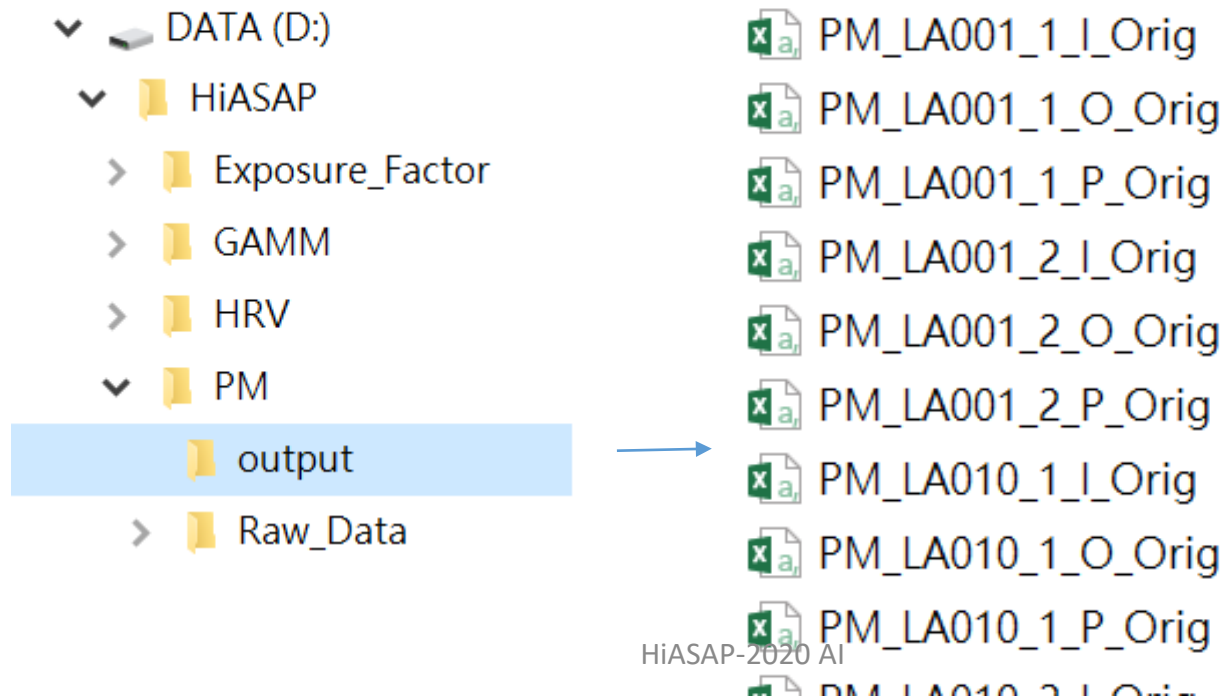 DATA (D:)
HiASAP
Exposure_Factor
GAMM
HRV
PM
output
Raw_Data
PM_LA001_1_I_Orig
PM_LA001_1_O_Orig
PM_LA001_1_P_Orig
PM_LA001_2_I_Orig
PM_LA001_2_O_Orig
PM_LA001_2_P_Orig
PM_LA010_1_I_Orig
PM_LA010_1_O_Orig
PM_LA010_1_P_Orig
PM_LA010_2_I_Orig
HiASAP-2020 AI